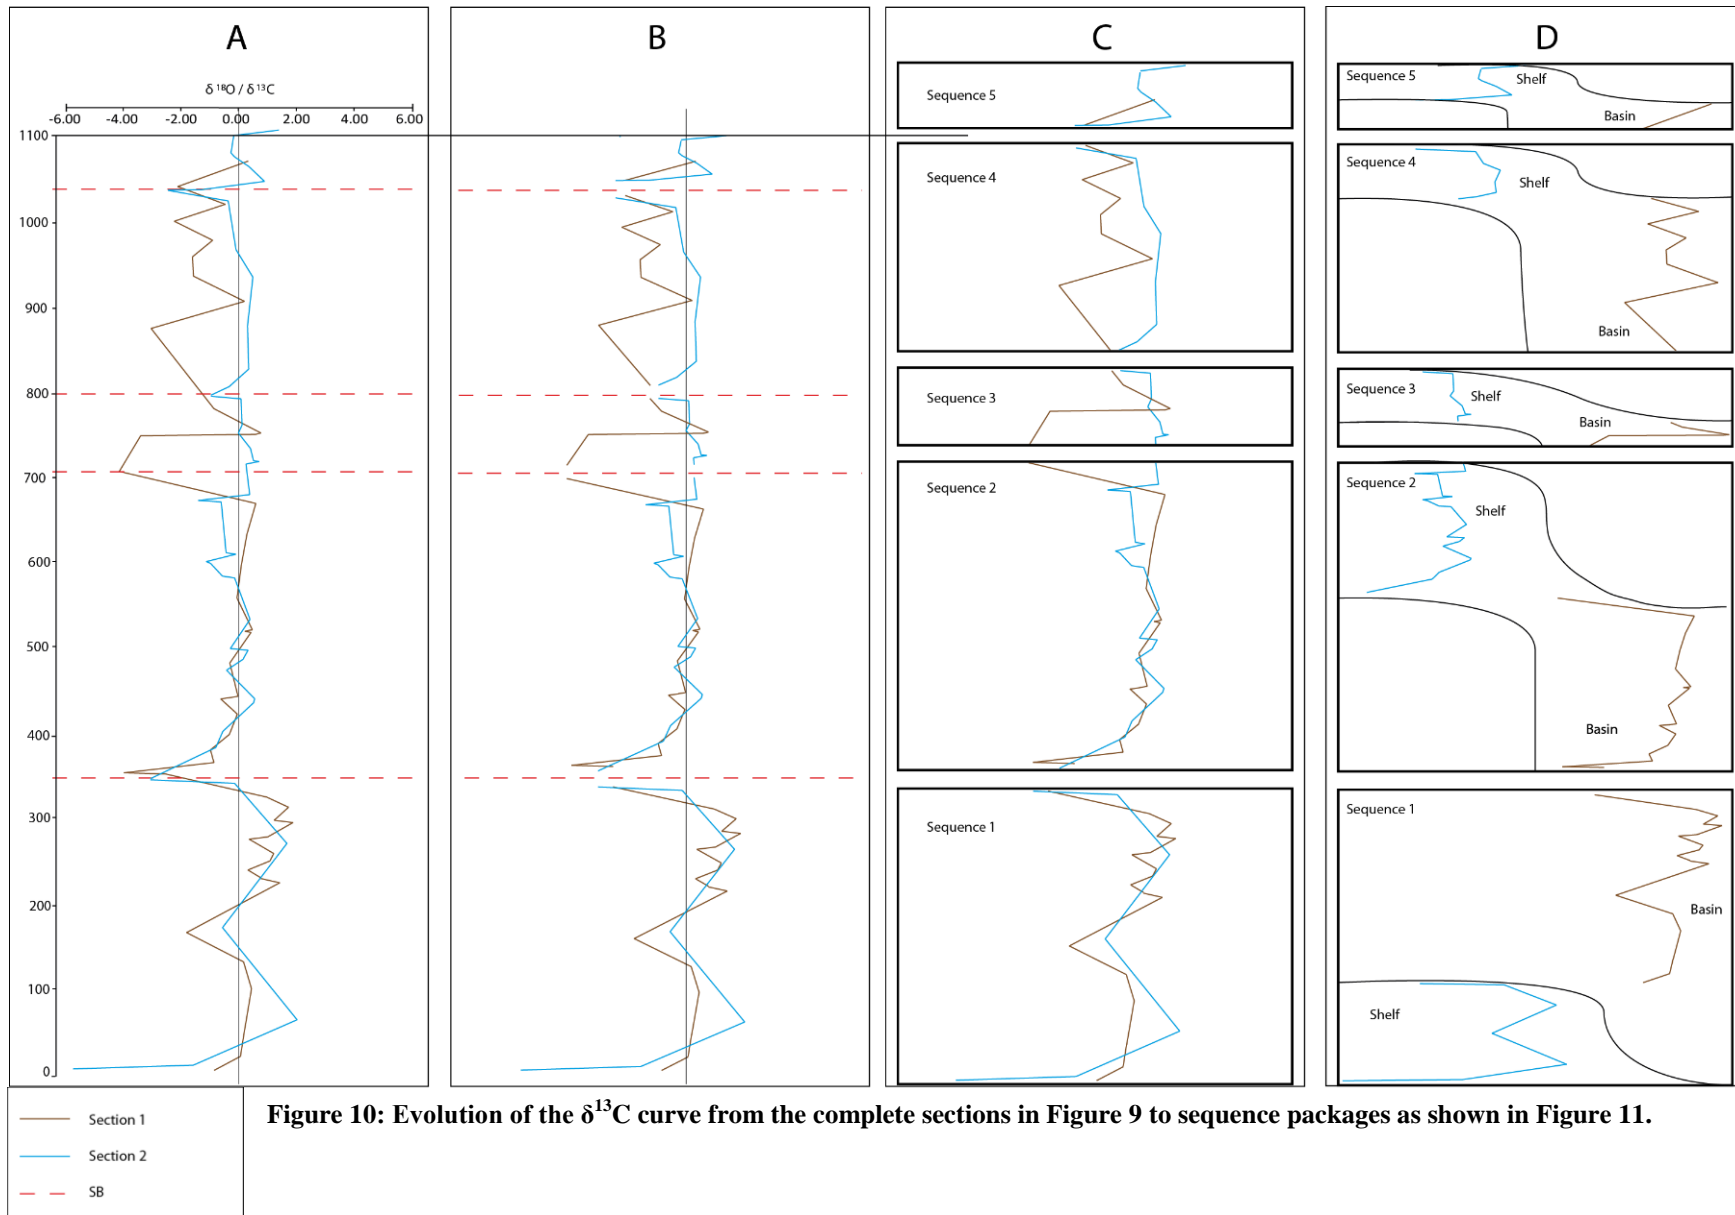 A
δ ¹⁸O / δ ¹³C
-6.00 -4.00 -2.00 0.00 2.00 4.00 6.00
1100
1000
900
800
700
600
500
400
300
200
100
0
B
C
Sequence 5
Sequence 4
Sequence 3
Sequence 2
Sequence 1
D
Sequence 5
Shelf
Basin
Sequence 4
Shelf
Basin
Sequence 3
Shelf
Basin
Sequence 2
Shelf
Basin
Sequence 1
Basin
Shelf
Section 1
Section 2
SB
Figure 10: Evolution of the δ¹³C curve from the complete sections in Figure 9 to sequence packages as shown in Figure 11.